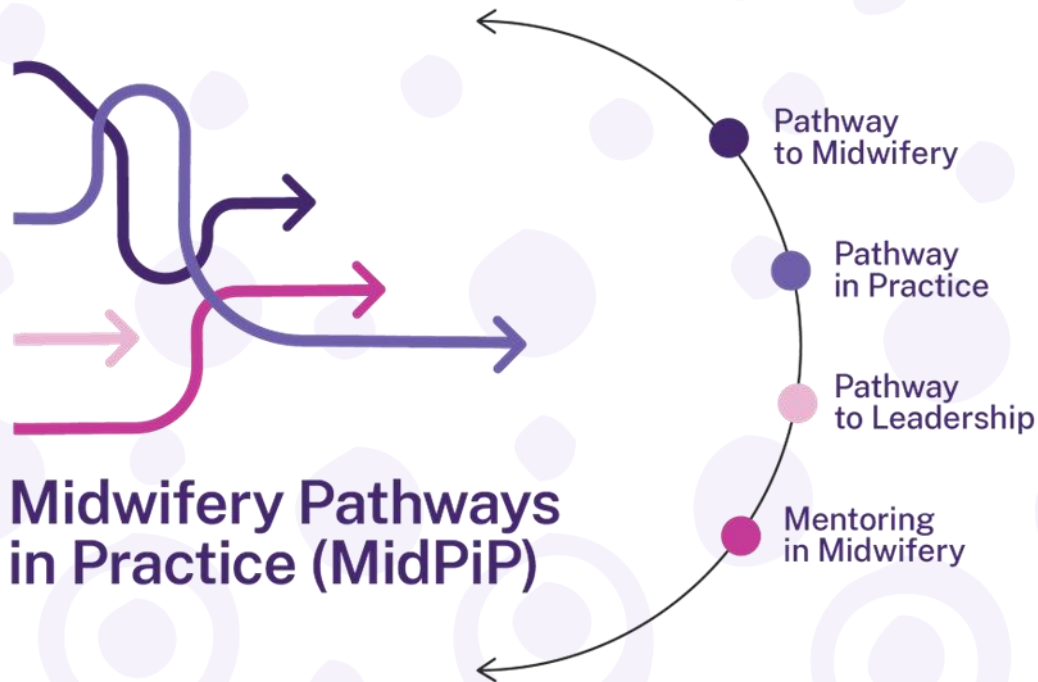 Pathway
to Midwifery
Pathway
in Practice
Pathway
to Leadership
Mentoring
in Midwifery
Midwifery Pathways
in Practice (MidPiP)